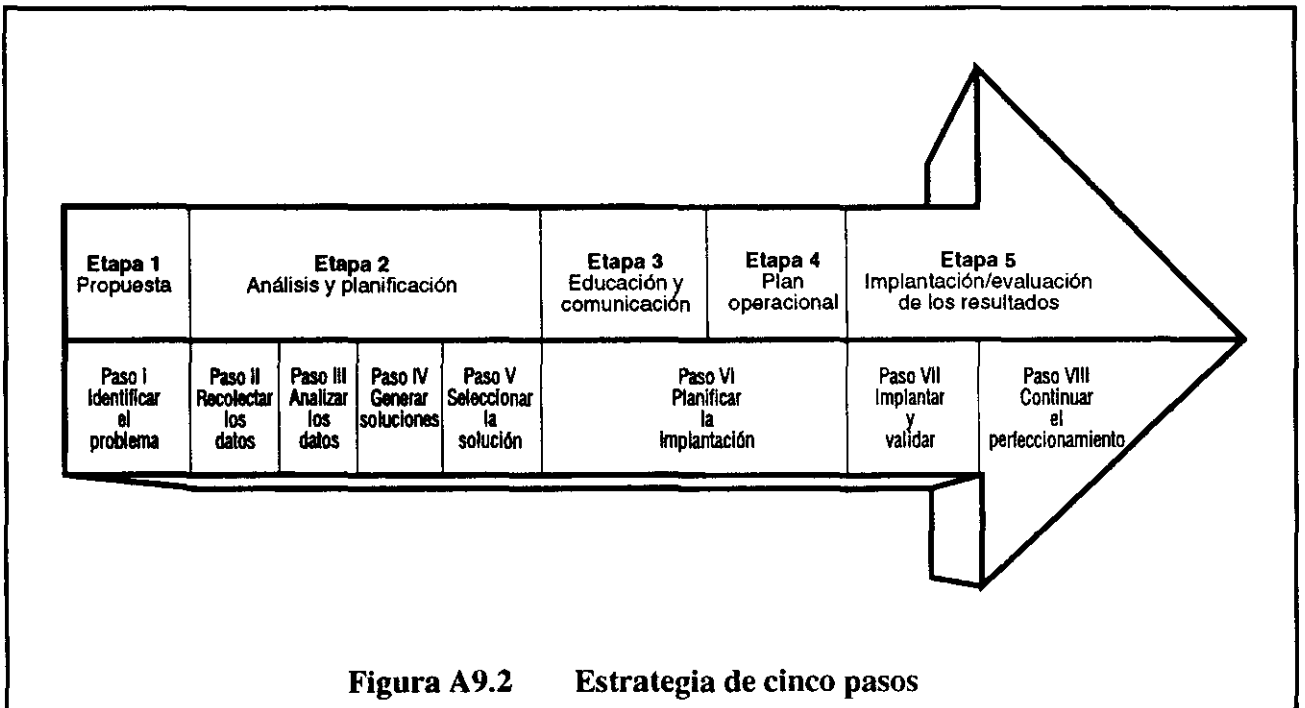 Etapa 1
Propuesta
Etapa 2
Análisis y planificación
Etapa 3
Educación y
comunicación
Etapa 4
Plan
operacional
Etapa 5
Implantación/evaluación
de los resultados
Paso I
Identificar
el
problema
Paso II
Recolectar
los
datos
Paso III
Analizar
los
datos
Paso IV
Generar
soluciones
Paso V
Seleccionar
la
solución
Paso VI
Planificar
la
implantación
Paso VII
Implantar
y
validar
Paso VIII
Continuar
el
perfeccionamiento
Figura A9.2 Estrategia de cinco pasos